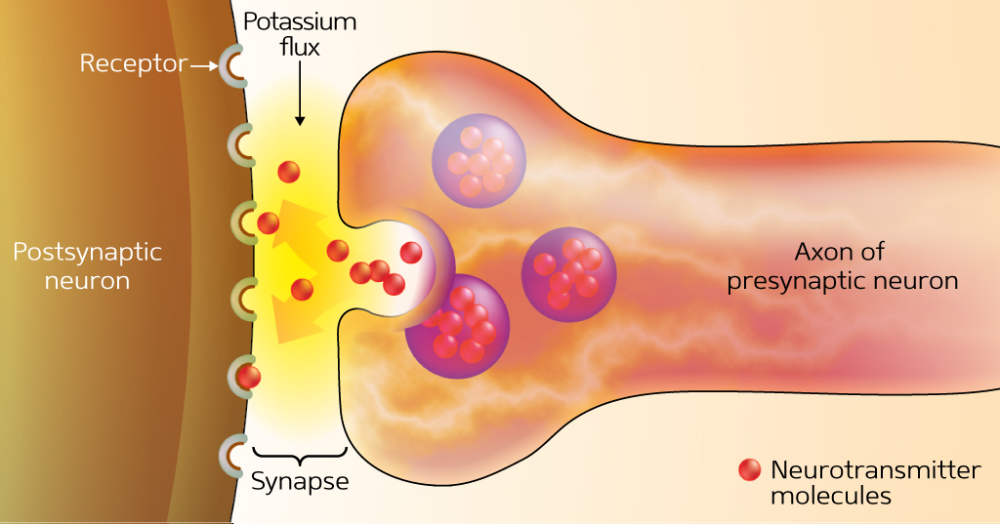 Potassium
flux
Receptor
Postsynaptic
neuron
Axon of
presynaptic neuron
Synapse
Neurotransmitter
molecules